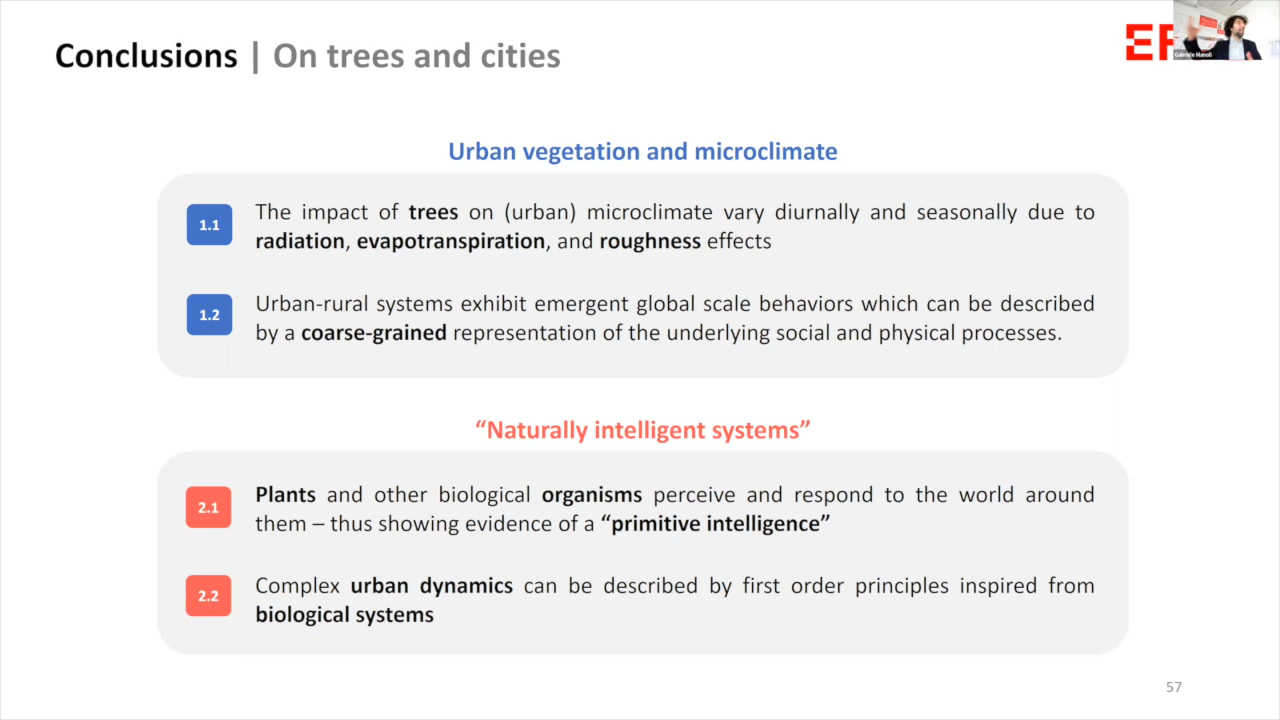 Conclusions | On trees and cities
EP
Gabriele Manoli
Urban vegetation and microclimate
1.1
The impact of trees on (urban) microclimate vary diurnally and seasonally due to
radiation, evapotranspiration, and roughness effects
1.2
Urban-rural systems exhibit emergent global scale behaviors which can be described
by a coarse-grained representation of the underlying social and physical processes.
“Naturally intelligent systems”
2.1
Plants and other biological organisms perceive and respond to the world around
them – thus showing evidence of a “primitive intelligence”
2.2
Complex urban dynamics can be described by first order principles inspired from
biological systems
57